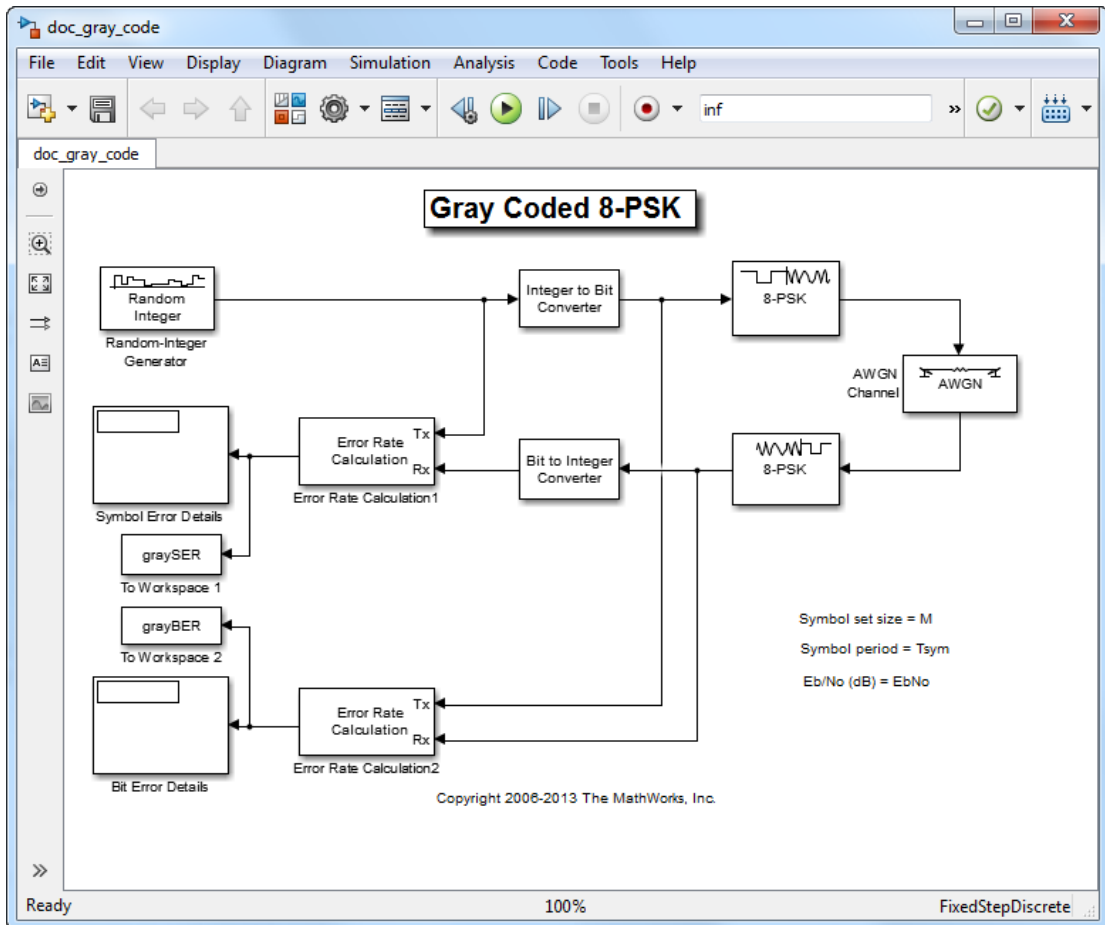 doc_gray_code
File Edit View Display Diagram Simulation Analysis Code Tools Help
inf
»
doc_gray_code
Gray Coded 8-PSK
Random
Integer
Random-Integer
Generator
Integer to Bit
Converter
8-PSK
AWGN
Channel
AWGN
Error Rate
Calculation
Tx
Rx
Error Rate Calculation1
Bit to Integer
Converter
8-PSK
Symbol Error Details
graySER
To Workspace 1
grayBER
To Workspace 2
Symbol set size = M
Symbol period = Tsym
Eb/No (dB) = EbNo
Error Rate
Calculation
Tx
Rx
Error Rate Calculation2
Bit Error Details
Copyright 2006-2013 The MathWorks, Inc.
»
Ready 100% FixedStepDiscrete